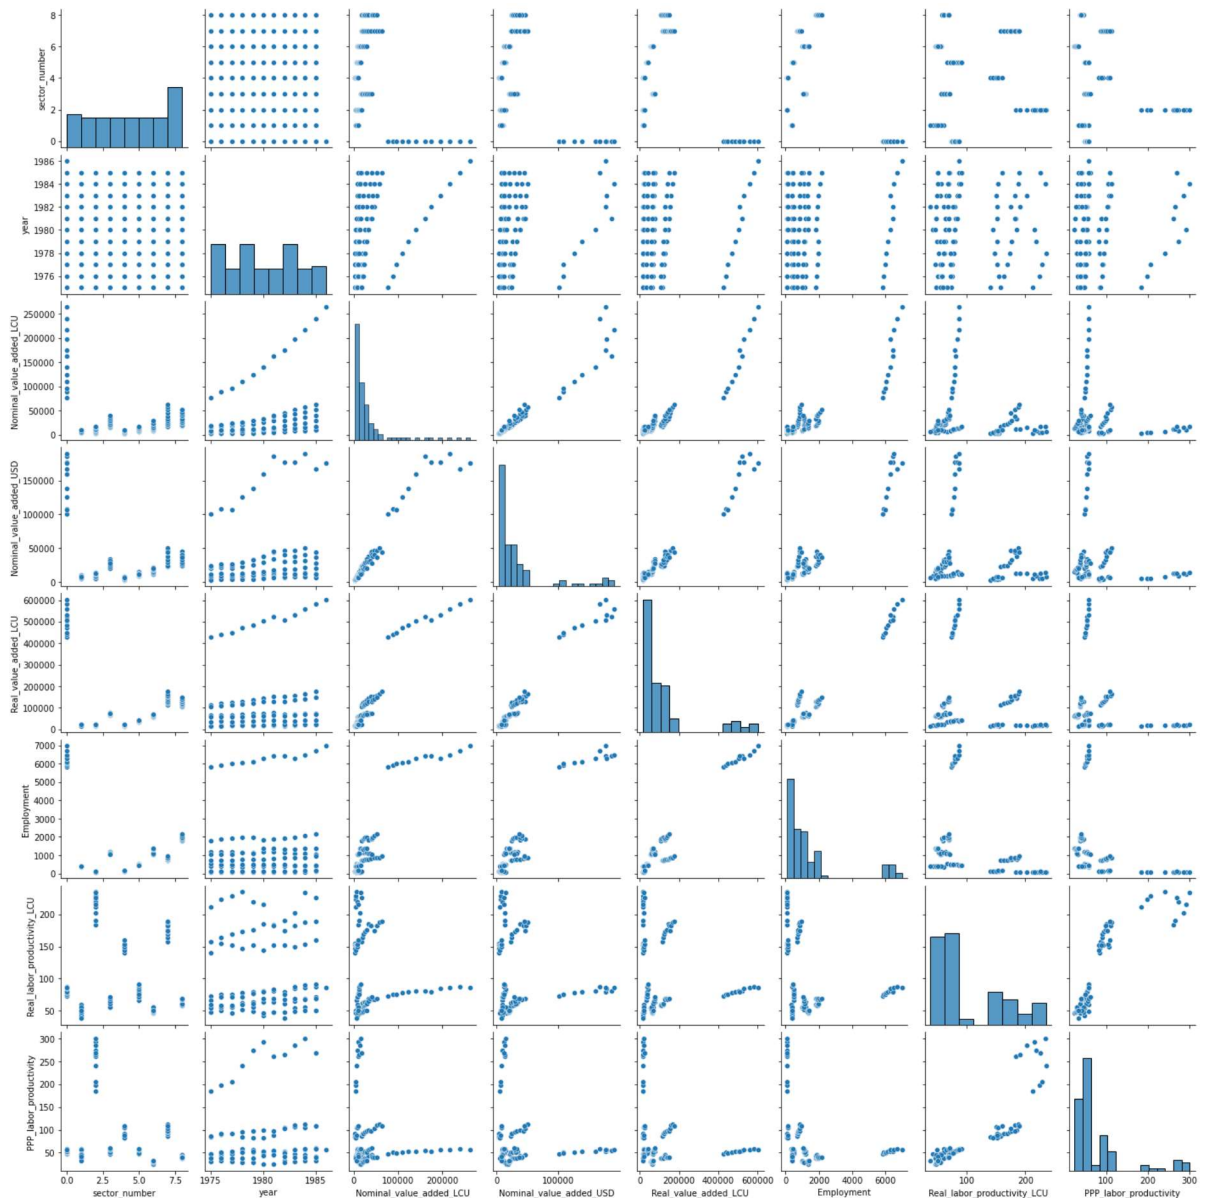 8
6
4
2
0
sector_number
1986
1984
1982
1980
1978
1976
year
250000
200000
150000
100000
50000
0
Nominal_value_added_LCU
150000
100000
50000
0
Nominal_value_added_USD
600000
500000
400000
300000
200000
100000
0
Real_value_added_LCU
7000
6000
5000
4000
3000
2000
1000
0
Employment
200
150
100
50
Real_labor_productivity_LCU
300
250
200
150
100
50
PPP_labor_productivity
0.0 2.5 5.0 7.5
sector_number
1975 1980 1985
year
0 100000 200000
Nominal_value_added_LCU
0 50000 100000 150000
Nominal_value_added_USD
0 200000 400000 600000
Real_value_added_LCU
0 2000 4000 6000
Employment
100 200
Real_labor_productivity_LCU
100 200 300
PPP_labor_productivity